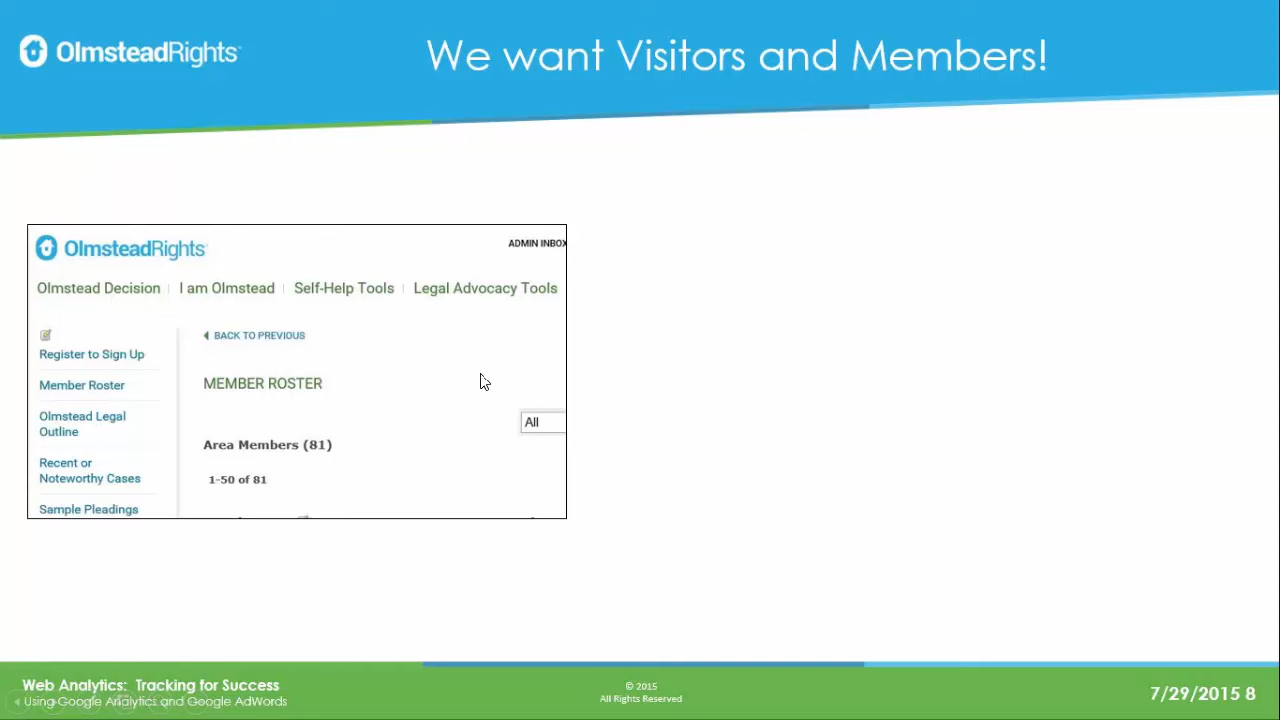 OlmsteadRights
We want Visitors and Members!
OlmsteadRights
ADMIN INBOX
Olmstead Decision
I am Olmstead
Self-Help Tools
Legal Advocacy Tools
Register to Sign Up
Member Roster
Olmstead Legal
Outline
Recent or
Noteworthy Cases
Sample Pleadings
BACK TO PREVIOUS
MEMBER ROSTER
All
Area Members (81)
1-50 of 81
Web Analytics: Tracking for Success
Using Google Analytics and Google AdWords
© 2015
All Rights Reserved
7/29/2015 8